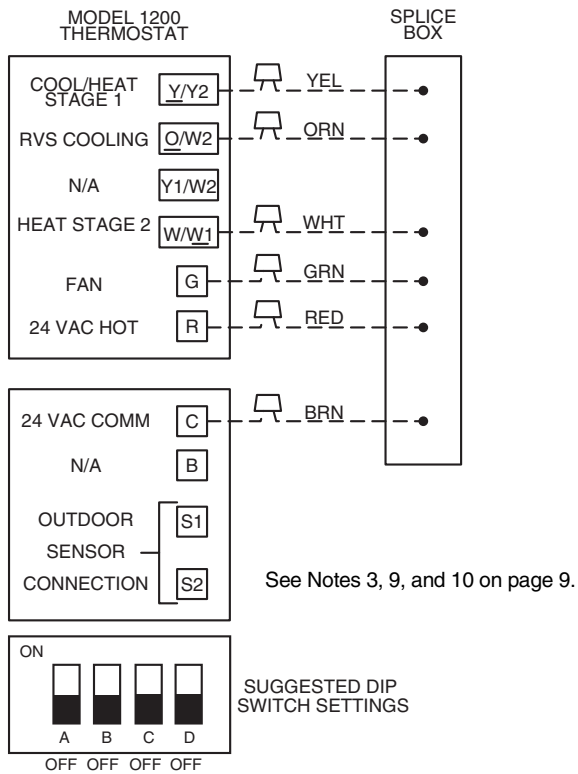 MODEL 1200
THERMOSTAT
SPLICE
BOX
COOL/HEAT
STAGE 1
Y/Y2
YEL
RVS COOLING
O/W2
ORN
N/A
Y1/W2
HEAT STAGE 2
W/W1
WHT
FAN
G
GRN
24 VAC HOT
R
RED
24 VAC COMM
C
BRN
N/A
B
OUTDOOR
SENSOR
CONNECTION
S1
S2
See Notes 3, 9, and 10 on page 9.
ON
A B C D
OFF OFF OFF OFF
SUGGESTED DIP
SWITCH SETTINGS